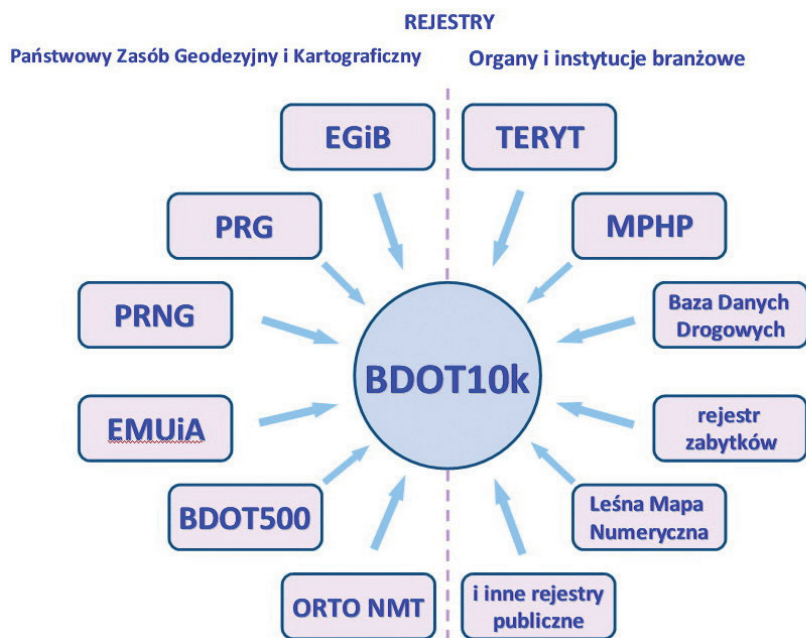 REJESTRY
Państwowy Zasób Geodezyjny i Kartograficzny
Organy i instytucje branżowe
EGiB
TERYT
PRG
MPHP
PRNG
Baza Danych
Drogowych
BDOT10k
EMUiA
rejestr
zabytków
BDOT500
Leśna Mapa
Numeryczna
ORTO NMT
i inne rejestry
publiczne